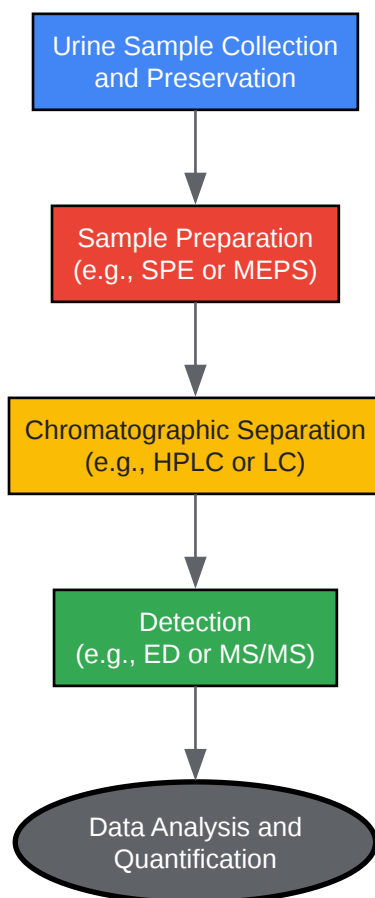 Urine Sample Collection
and Preservation
Sample Preparation
(e.g., SPE or MEPS)
Chromatographic Separation
(e.g., HPLC or LC)
Detection
(e.g., ED or MS/MS)
Data Analysis and
Quantification